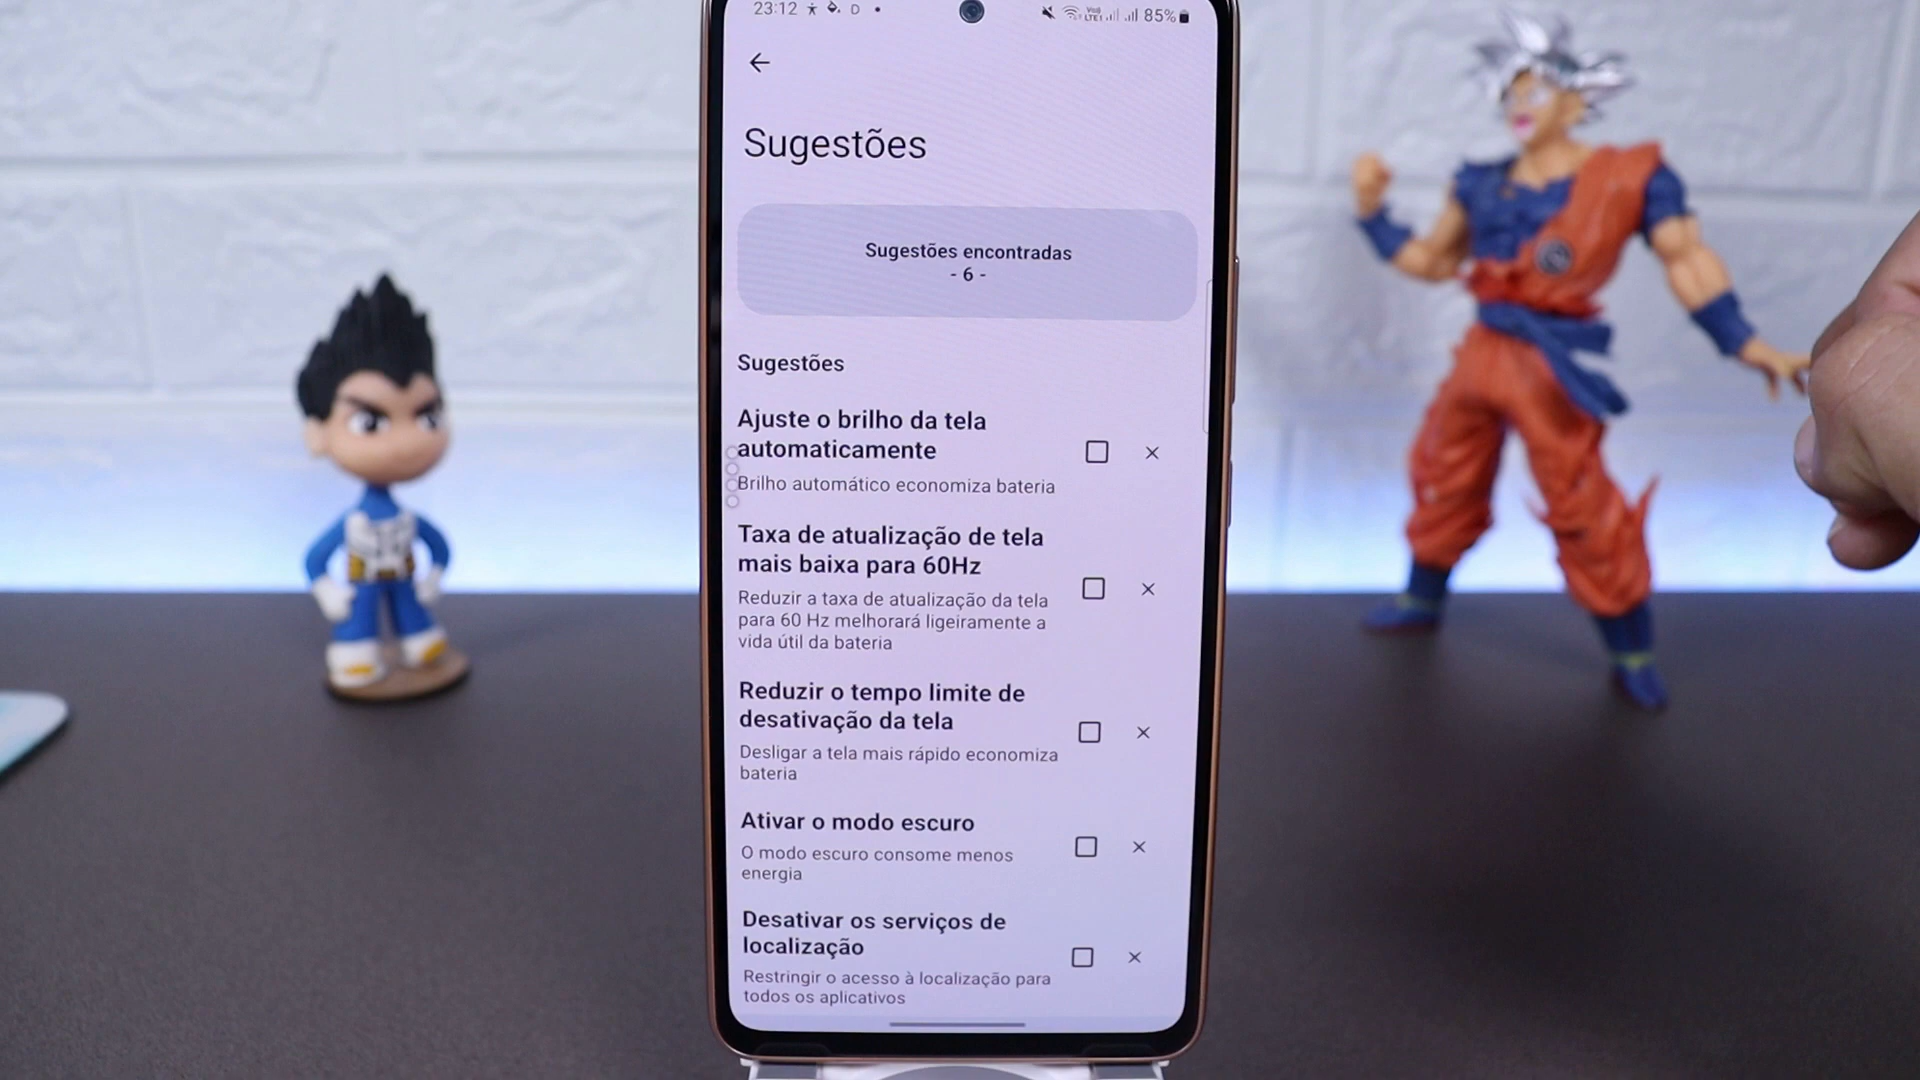 23:12 D 85%
Sugestões
Sugestões encontradas
- 6 -
Sugestões
Ajuste o brilho da tela
automaticamente
Brilho automático economiza bateria
Taxa de atualização de tela
mais baixa para 60Hz
Reduzir a taxa de atualização da tela
para 60 Hz melhorará ligeiramente a
vida útil da bateria
Reduzir o tempo limite de
desativação da tela
Desligar a tela mais rápido economiza
bateria
Ativar o modo escuro
O modo escuro consome menos
energia
Desativar os serviços de
localização
Restringir o acesso à localização para
todos os aplicativos